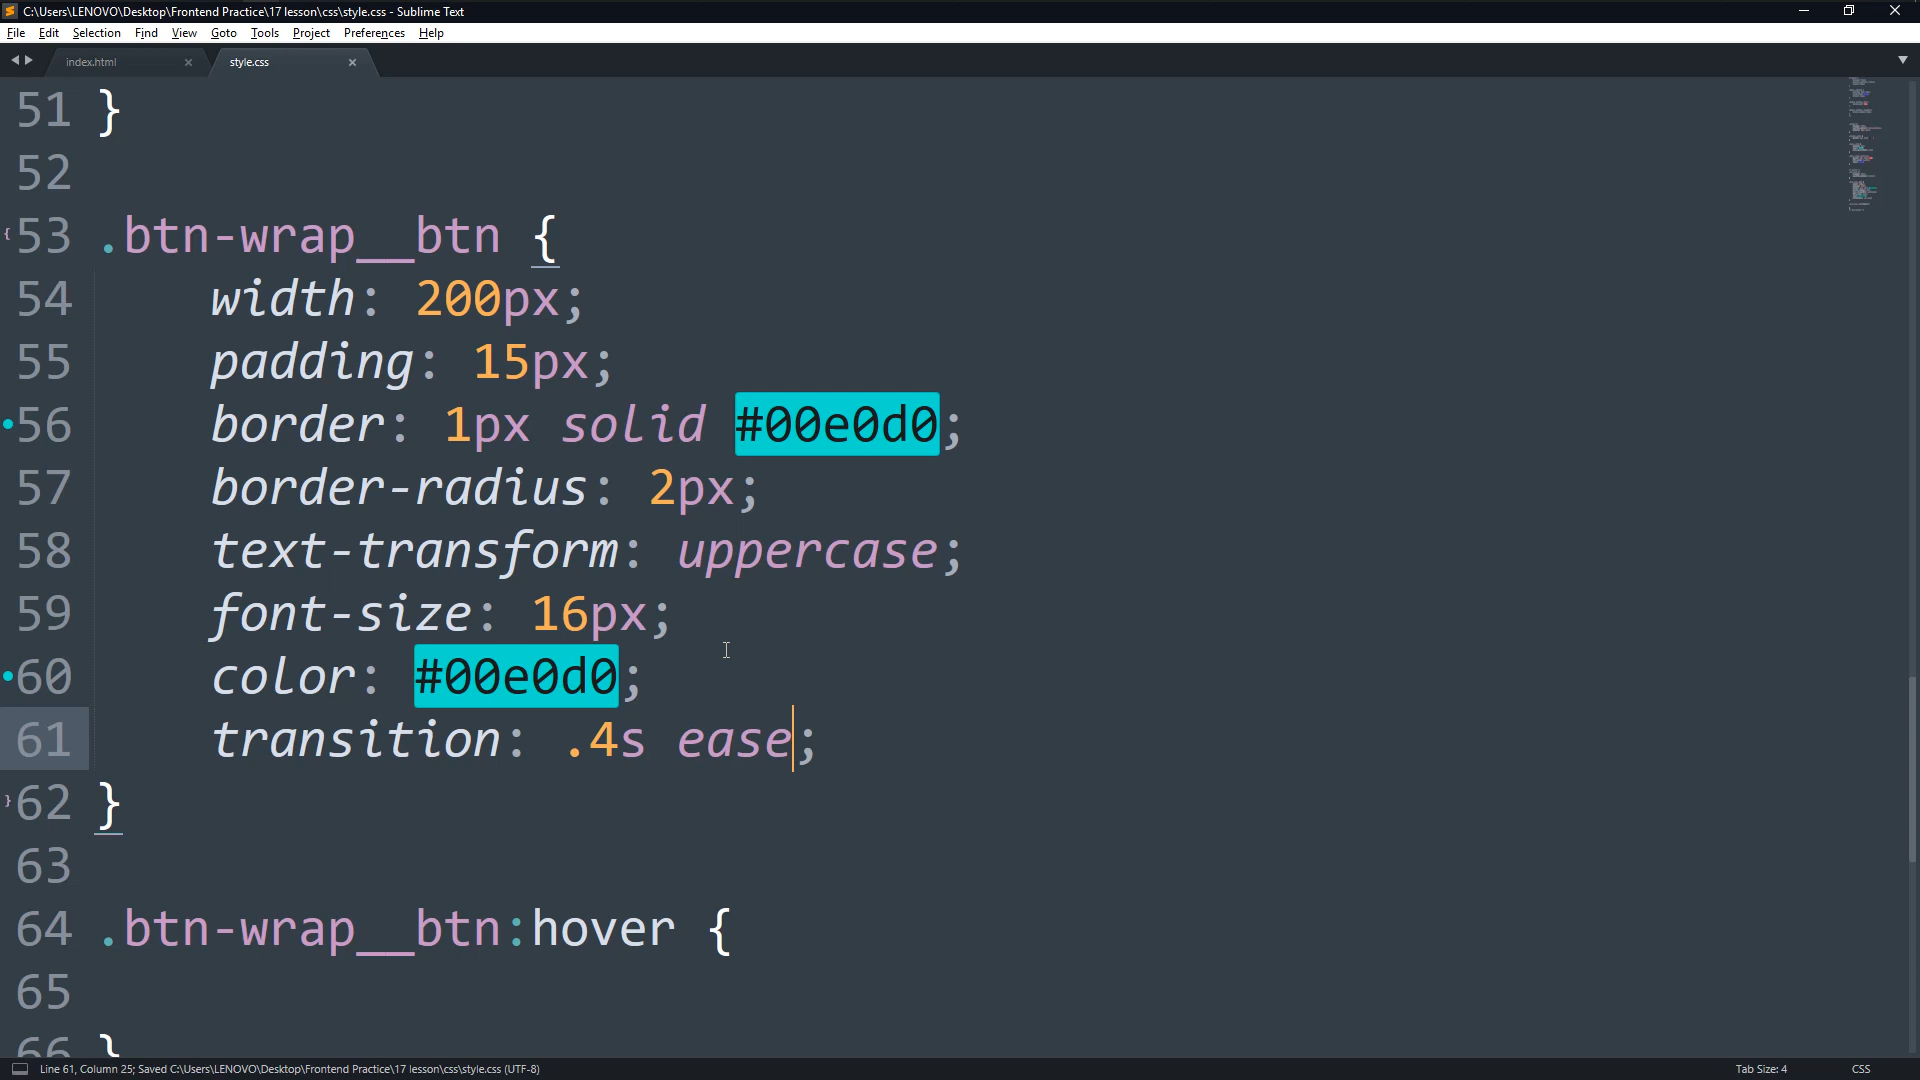 C:\Users\LENOVO\Desktop\Frontend Practice\17 lesson\css\style.css - Sublime Text
File Edit Selection Find View Goto Tools Project Preferences Help
index.html style.css
51 }
52
53 .btn-wrap__btn {
54 width: 200px;
55 padding: 15px;
56 border: 1px solid #00e0d0;
57 border-radius: 2px;
58 text-transform: uppercase;
59 font-size: 16px;
60 color: #00e0d0;
61 transition: .4s ease;
62 }
63
64 .btn-wrap__btn:hover {
65
66 }
Line 61, Column 25; Saved C:\Users\LENOVO\Desktop\Frontend Practice\17 lesson\css\style.css (UTF-8) Tab Size: 4 CSS